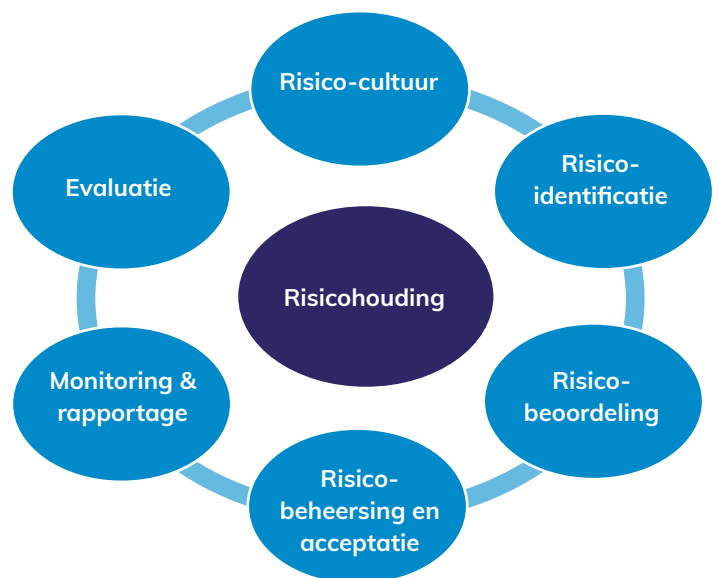 Risico-cultuur
Risico-
identificatie
Risico-
beoordeling
Risico-
beheersing en
acceptatie
Monitoring &
rapportage
Evaluatie
Risicohouding